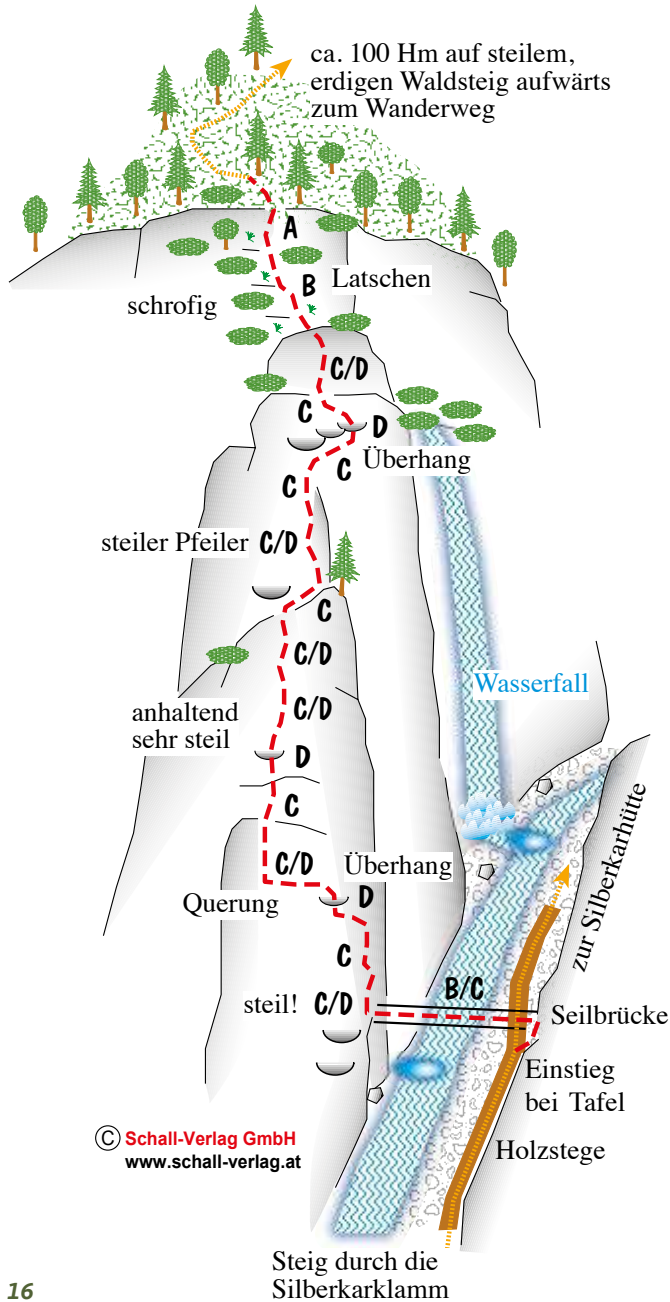 ca. 100 Hm auf steilem,
erdigen Waldsteig aufwärts
zum Wanderweg
A
B
Latschen
schrofig
C/D
C
D
Überhang
C
C
steiler Pfeiler
C/D
C
C/D
Wasserfall
anhaltend
sehr steil
C/D
D
C
C/D
Überhang
D
Querung
zur Silberkarhütte
C
B/C
steil!
C/D
Seilbrücke
Einstieg
bei Tafel
Holzstege
© Schall-Verlag GmbH
www.schall-verlag.at
Steig durch die
Silberkarklamm
16